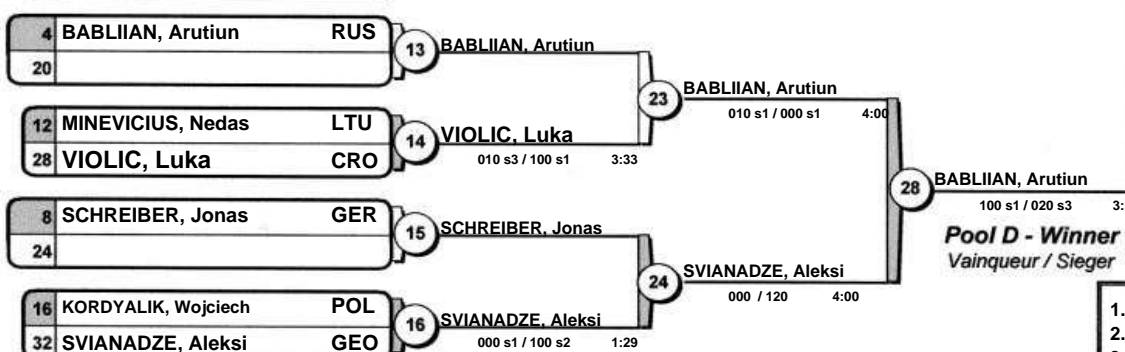 4 BABLIIAN, Arutiun RUS
20
13 BABLIIAN, Arutiun
12 MINEVICIUS, Nedas LTU
28 VIOLIC, Luka CRO
14 VIOLIC, Luka
010 s3 / 100 s1 3:33
23 BABLIIAN, Arutiun
010 s1 / 000 s1 4:00
8 SCHREIBER, Jonas GER
24
15 SCHREIBER, Jonas
16 KORDYALIK, Wojciech POL
32 SVIANADZE, Aleksi GEO
16 SVIANADZE, Aleksi
000 s1 / 100 s2 1:29
24 SVIANADZE, Aleksi
000 / 120 4:00
28 BABLIIAN, Arutiun
100 s1 / 020 s3 3:
Pool D - Winner
Vainqueur / Sieger
1.
2.